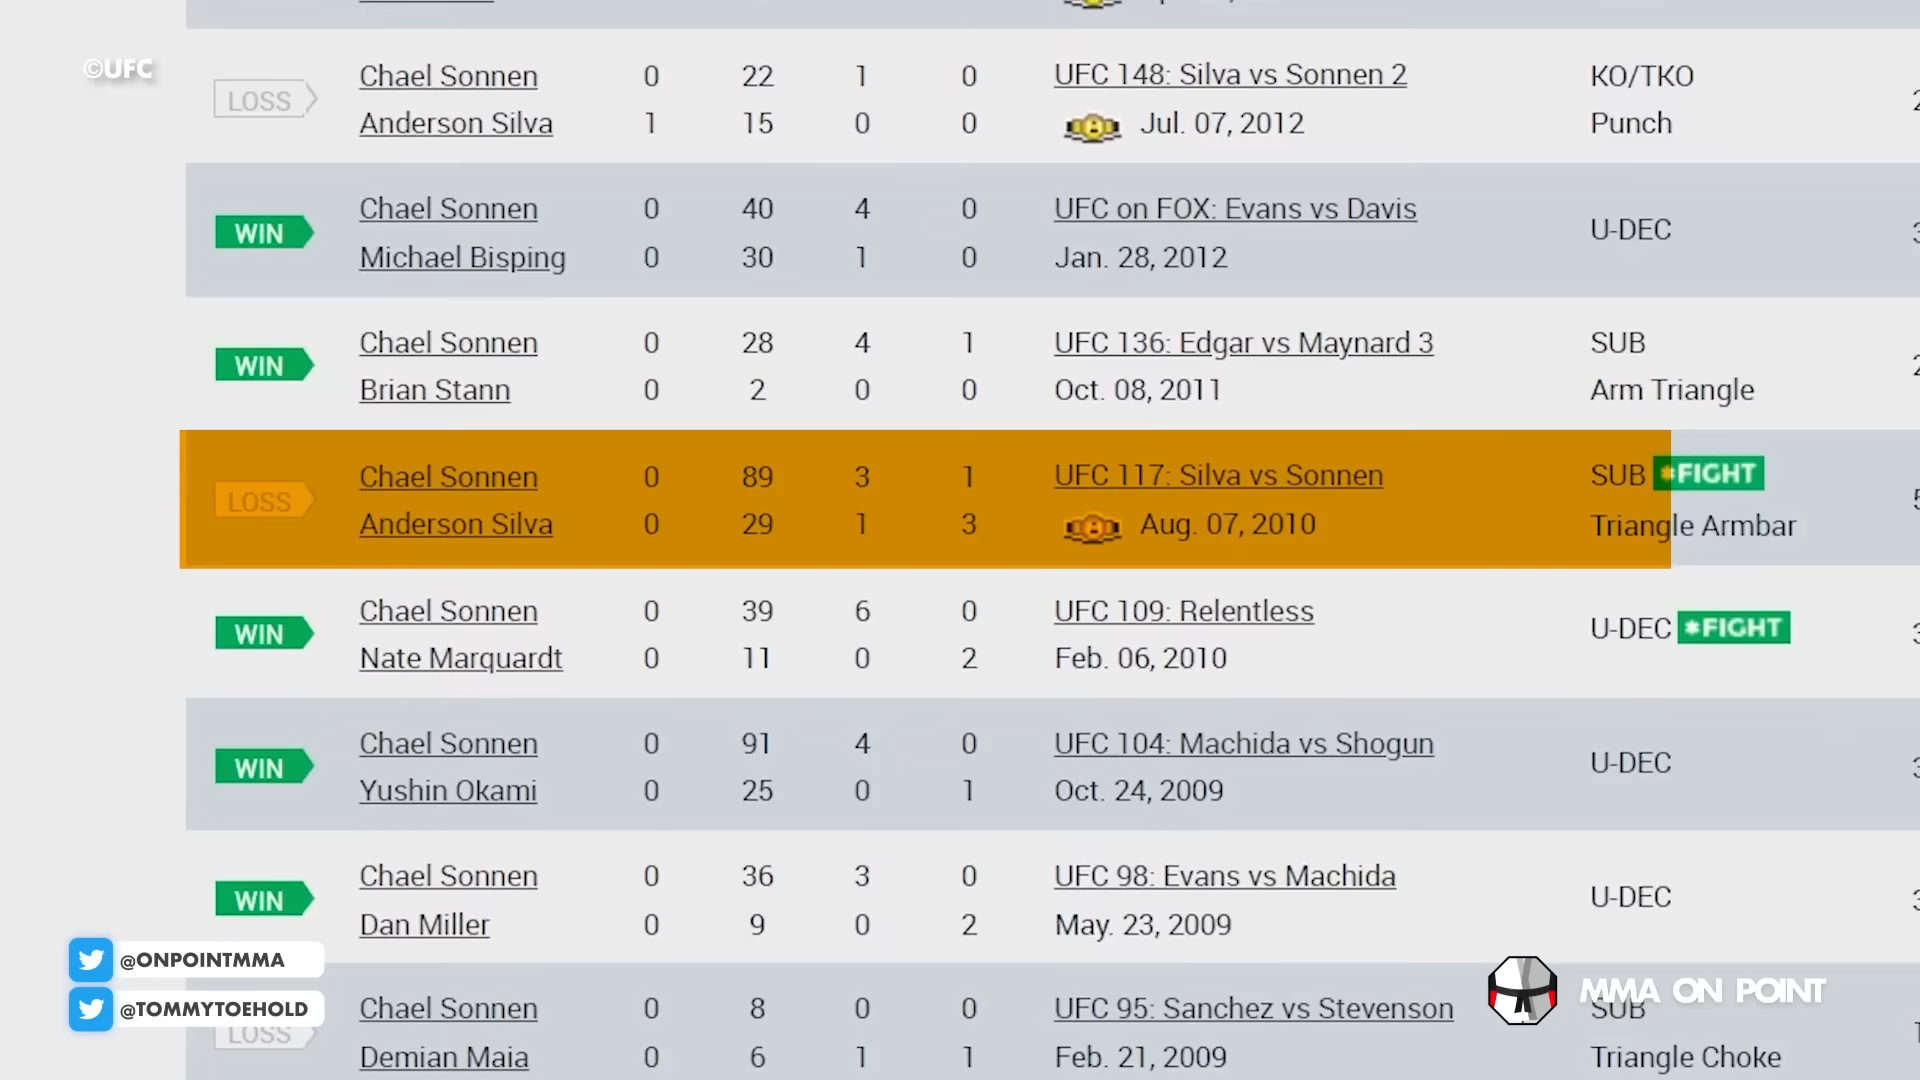 ©UFC
Chael Sonnen 0 22 1 0 UFC 148: Silva vs Sonnen 2 KO/TKO
LOSS
Anderson Silva 1 15 0 0 Jul. 07, 2012 Punch
Chael Sonnen 0 40 4 0 UFC on FOX: Evans vs Davis
WIN U-DEC
Michael Bisping 0 30 1 0 Jan. 28, 2012
Chael Sonnen 0 28 4 1 UFC 136: Edgar vs Maynard 3 SUB
WIN
Brian Stann 0 2 0 0 Oct. 08, 2011 Arm Triangle
Chael Sonnen 0 89 3 1 UFC 117: Silva vs Sonnen SUB *FIGHT
LOSS
Anderson Silva 0 29 1 3 Aug. 07, 2010 Triangle Armbar
Chael Sonnen 0 39 6 0 UFC 109: Relentless
WIN U-DEC *FIGHT
Nate Marquardt 0 11 0 2 Feb. 06, 2010
Chael Sonnen 0 91 4 0 UFC 104: Machida vs Shogun
WIN U-DEC
Yushin Okami 0 25 0 1 Oct. 24, 2009
Chael Sonnen 0 36 3 0 UFC 98: Evans vs Machida
WIN U-DEC
Dan Miller 0 9 0 2 May. 23, 2009
@ONPOINTMMA
MMA ON POINT
@TOMMYTOEHOLD
Chael Sonnen 0 8 0 0 UFC 95: Sanchez vs Stevenson SUB
LOSS
Demian Maia 0 6 1 1 Feb. 21, 2009 Triangle Choke